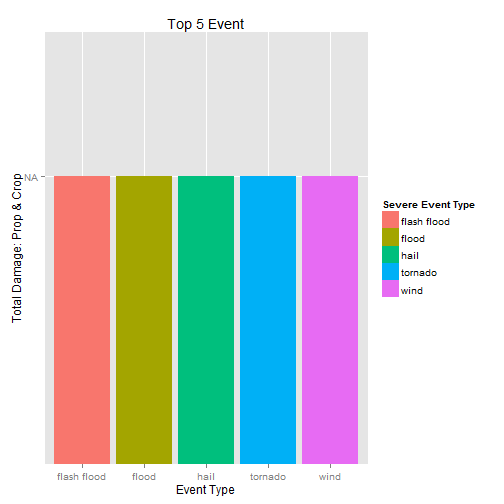 Top 5 Event
Total Damage: Prop & Crop
NA
flash flood
flood
hail
tornado
wind
Event Type
Severe Event Type
flash flood
flood
hail
tornado
wind